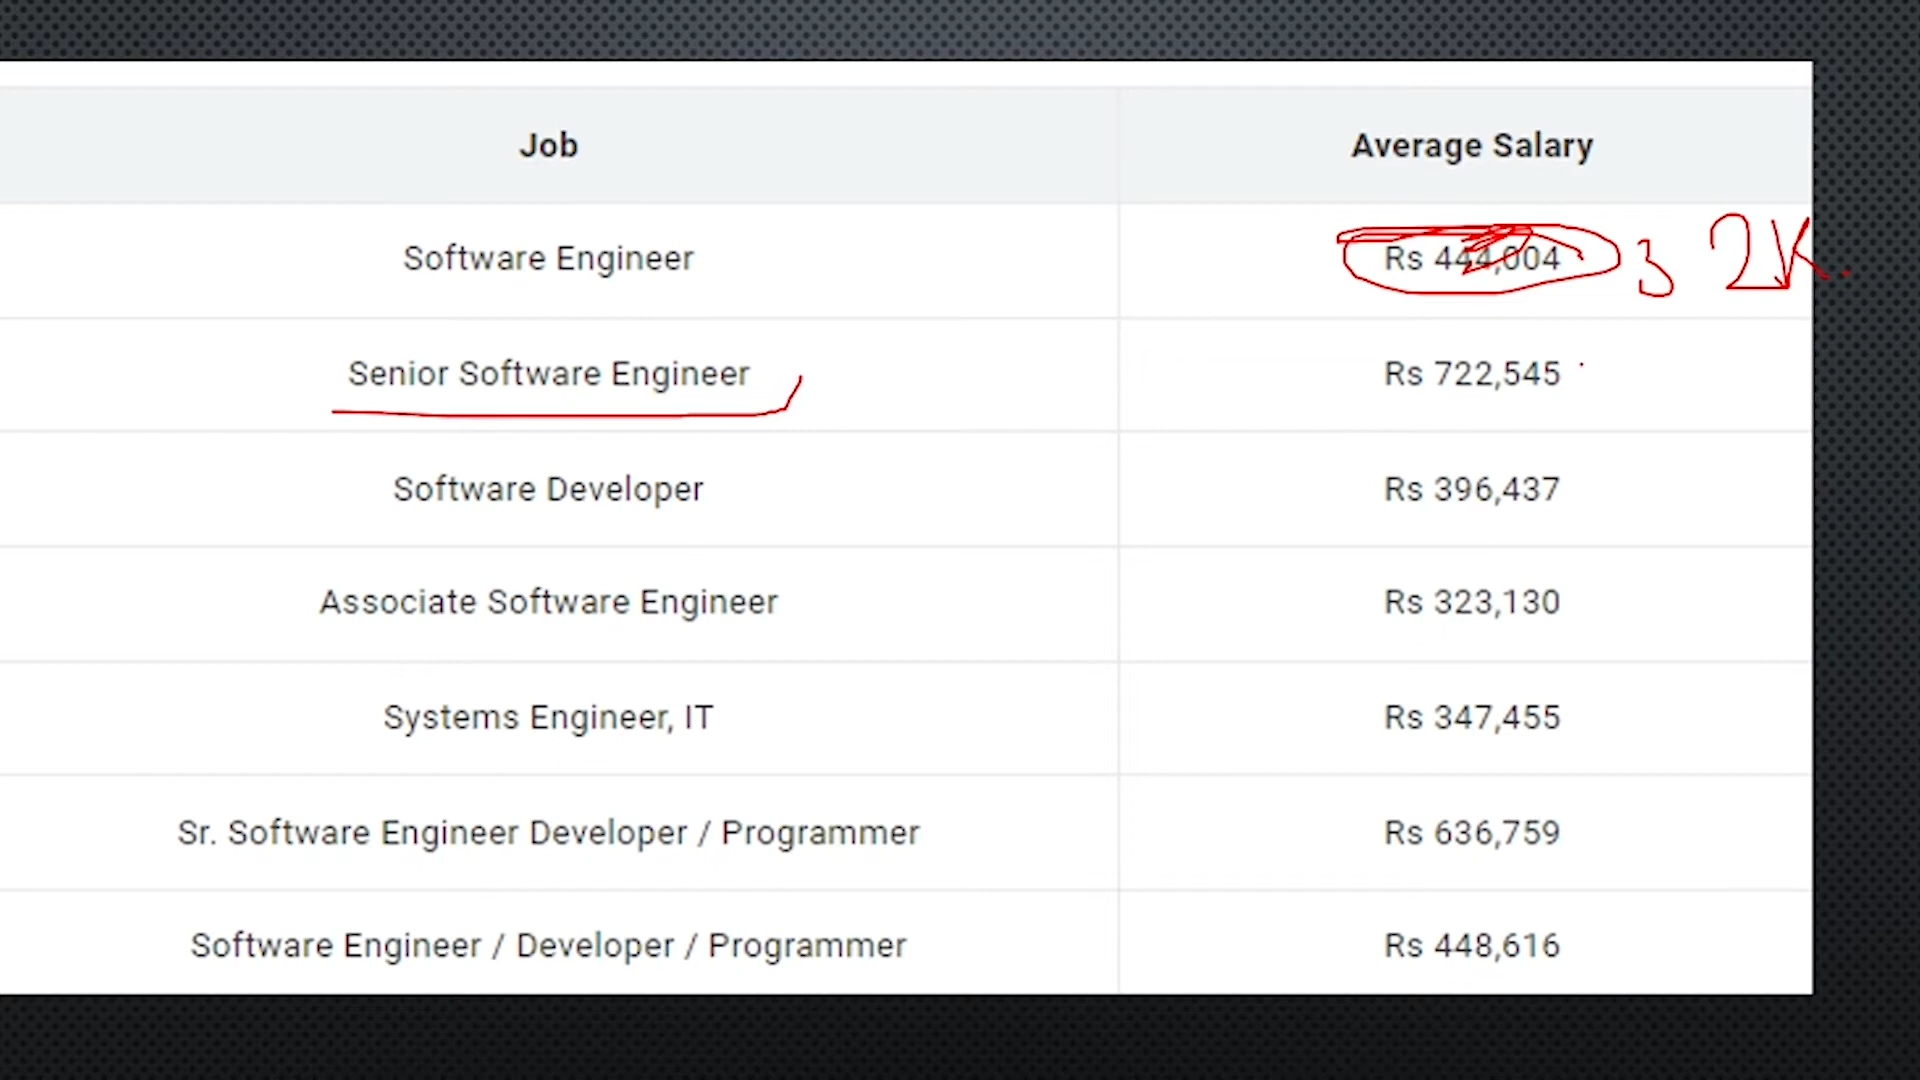 Job Average Salary
Software Engineer Rs 444,004 32K.
Senior Software Engineer Rs 722,545
Software Developer Rs 396,437
Associate Software Engineer Rs 323,130
Systems Engineer, IT Rs 347,455
Sr. Software Engineer Developer / Programmer Rs 636,759
Software Engineer / Developer / Programmer Rs 448,616